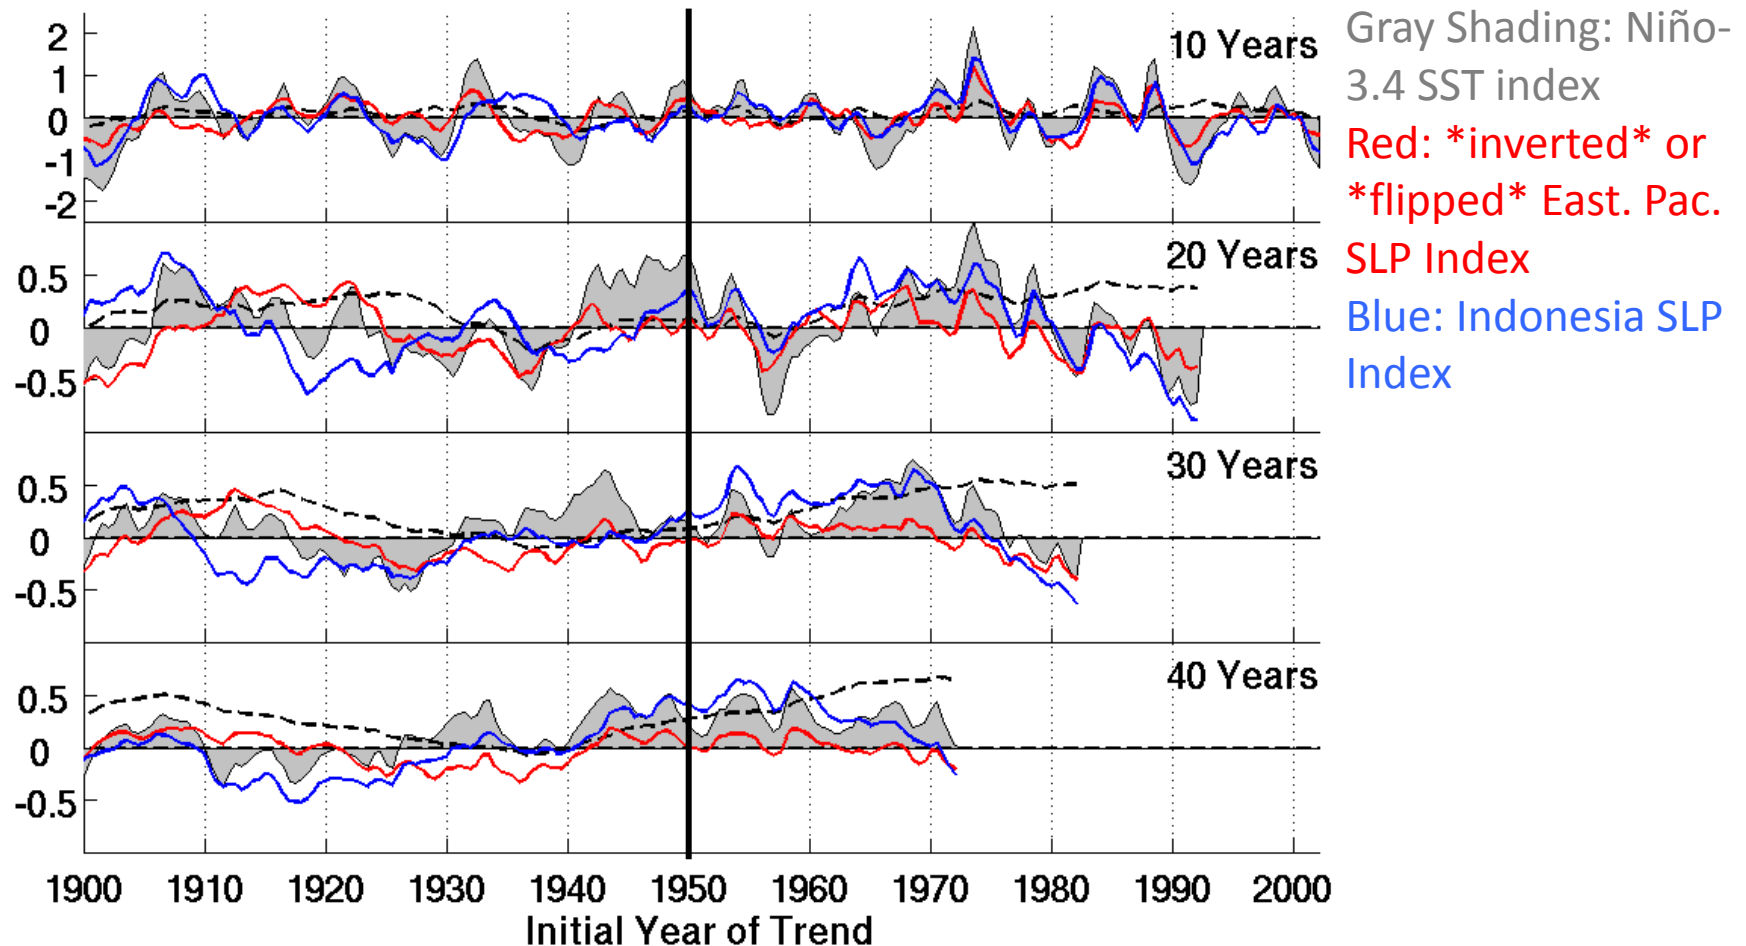 2
1
0
-1
-2
10 Years
0.5
0
-0.5
20 Years
0.5
0
-0.5
30 Years
0.5
0
-0.5
40 Years
1900 1910 1920 1930 1940 1950 1960 1970 1980 1990 2000
Initial Year of Trend
Gray Shading: Niño-
3.4 SST index
Red: *inverted* or
*flipped* East. Pac.
SLP Index
Blue: Indonesia SLP
Index